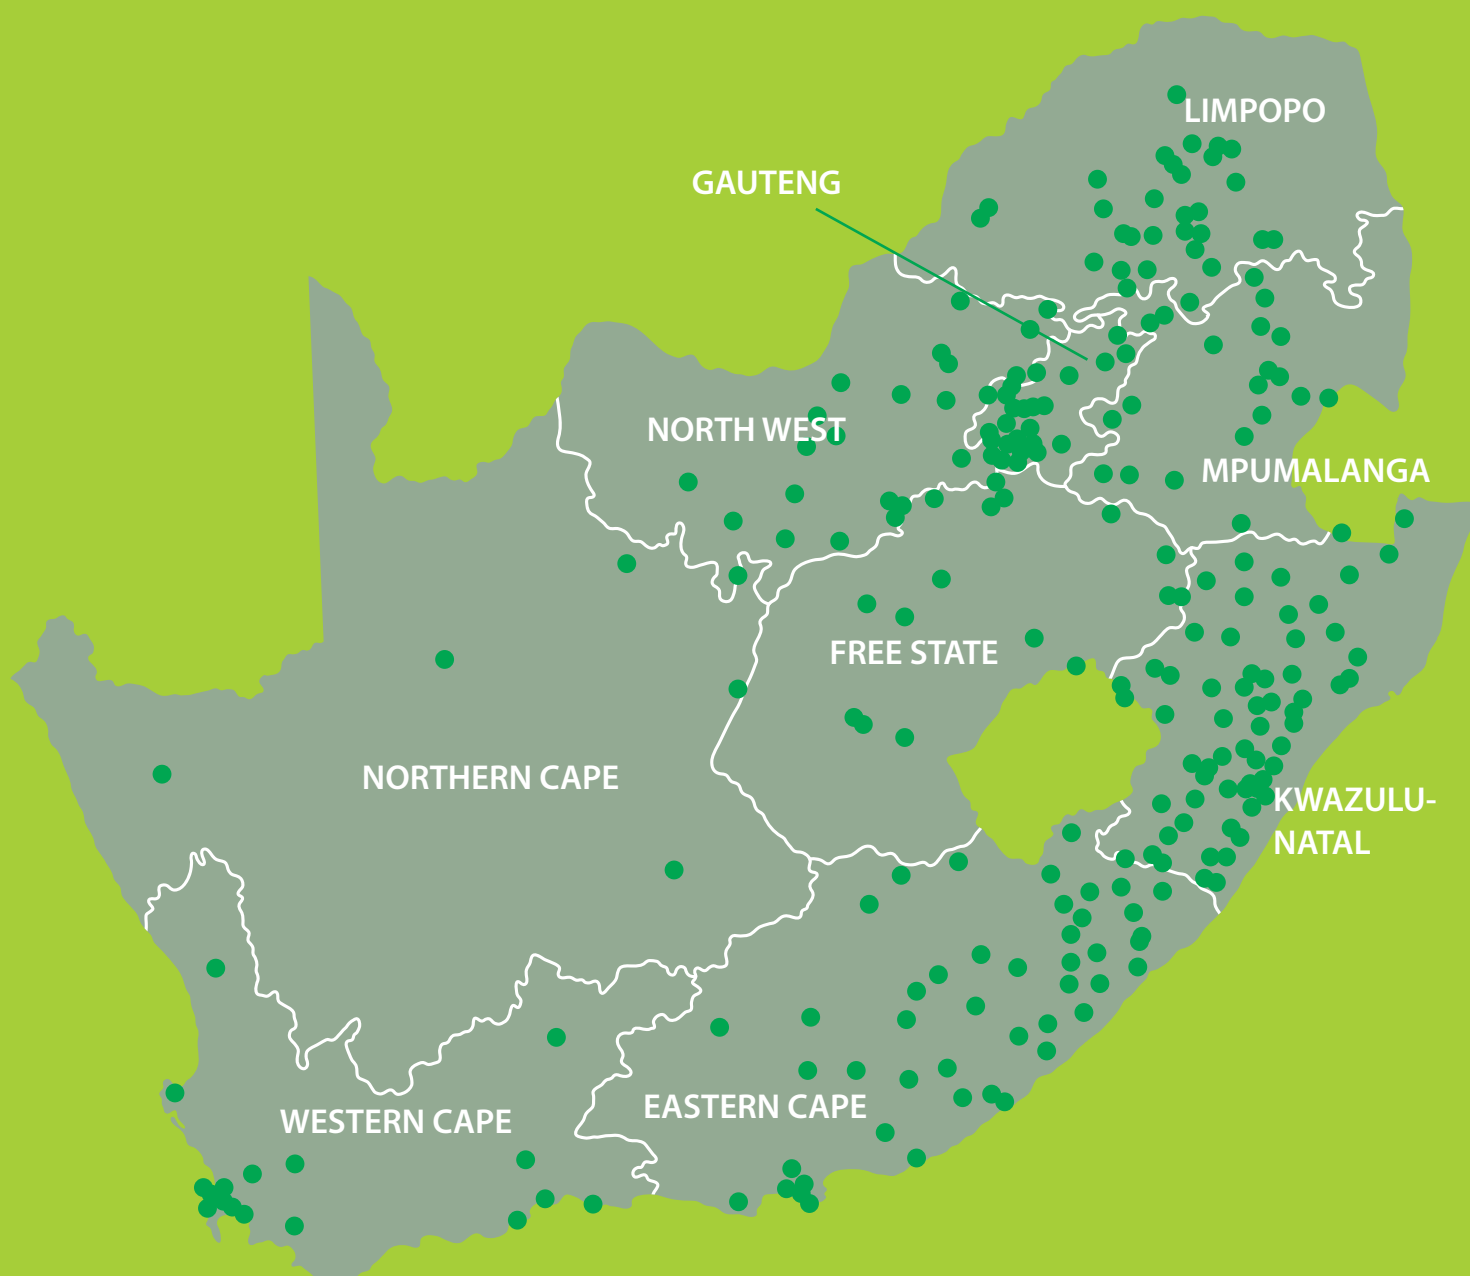 LIMPOPO
GAUTENG
NORTH WEST
MPUMALANGA
FREE STATE
NORTHERN CAPE
KWAZULU-
NATAL
EASTERN CAPE
WESTERN CAPE